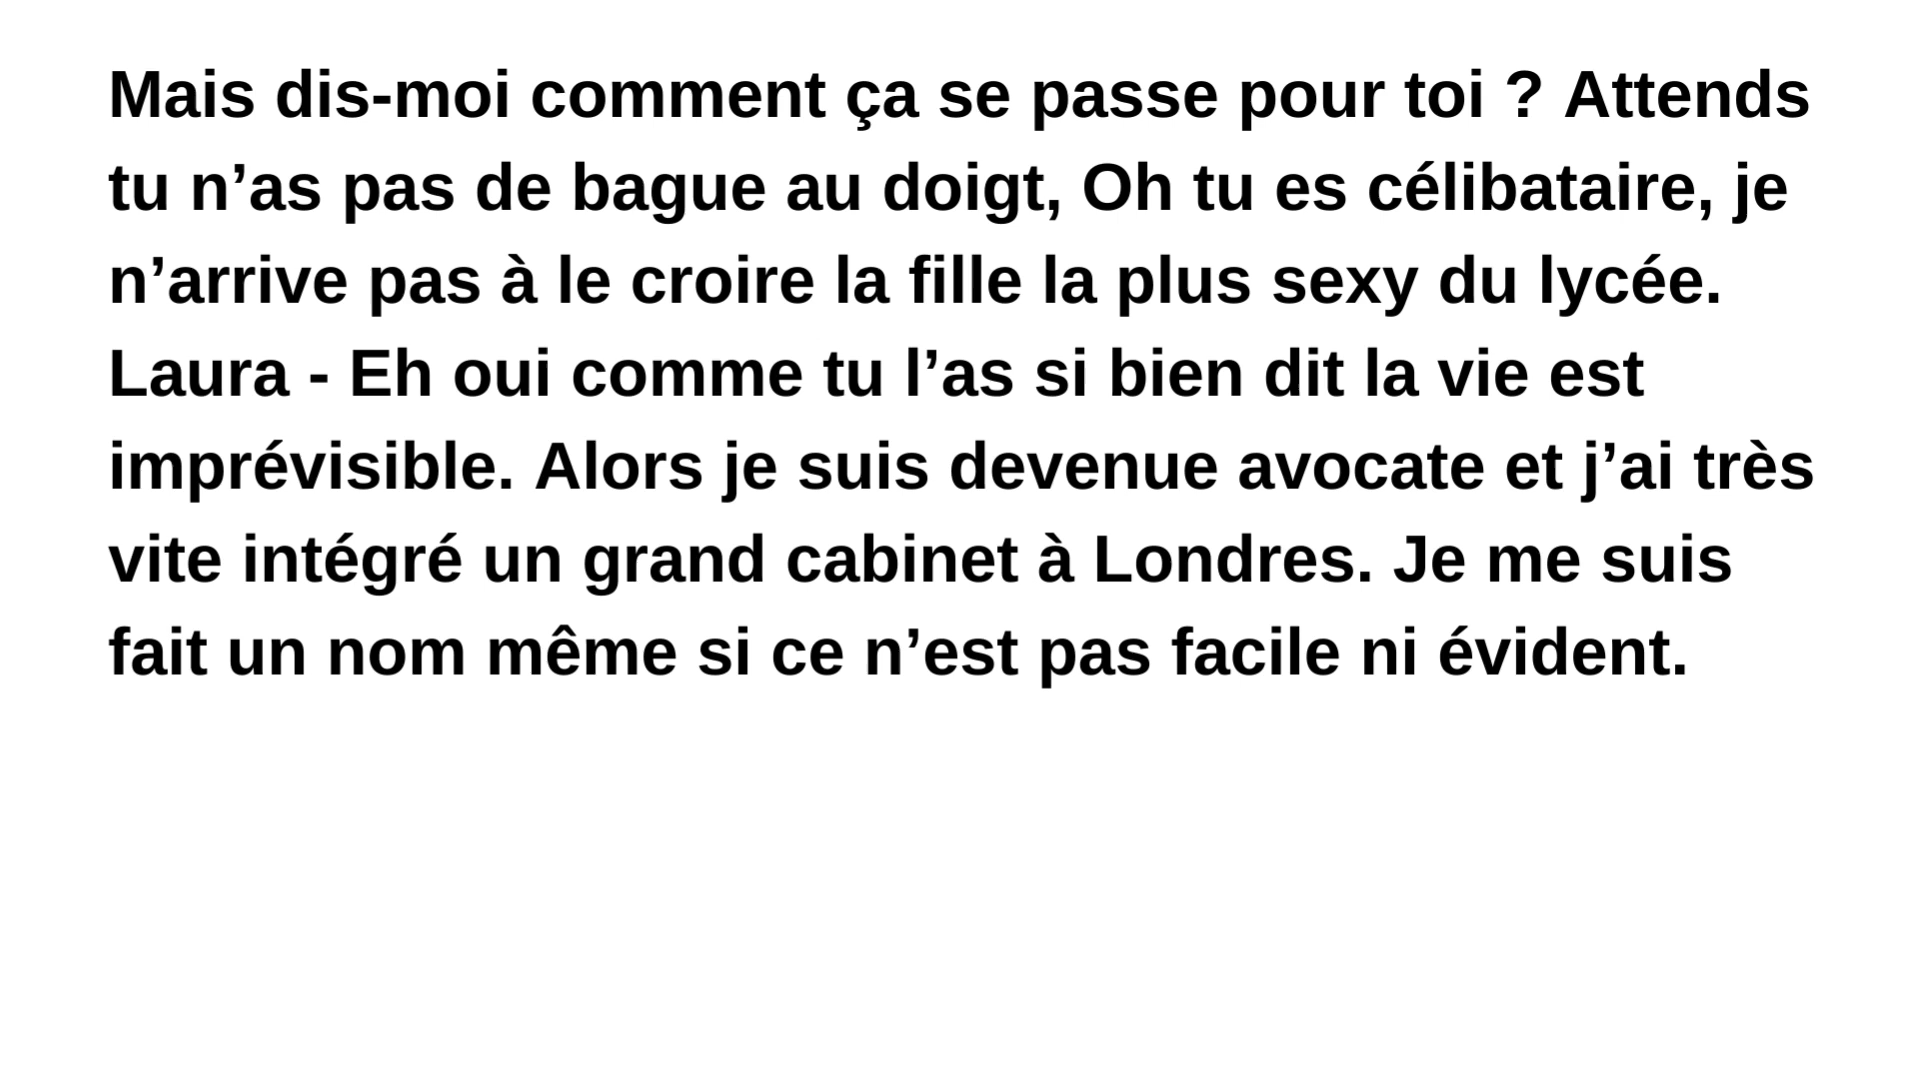 Mais dis-moi comment ça se passe pour toi ? Attends
tu n’as pas de bague au doigt, Oh tu es célibataire, je
n’arrive pas à le croire la fille la plus sexy du lycée.
Laura - Eh oui comme tu l’as si bien dit la vie est
imprévisible. Alors je suis devenue avocate et j’ai très
vite intégré un grand cabinet à Londres. Je me suis
fait un nom même si ce n’est pas facile ni évident.